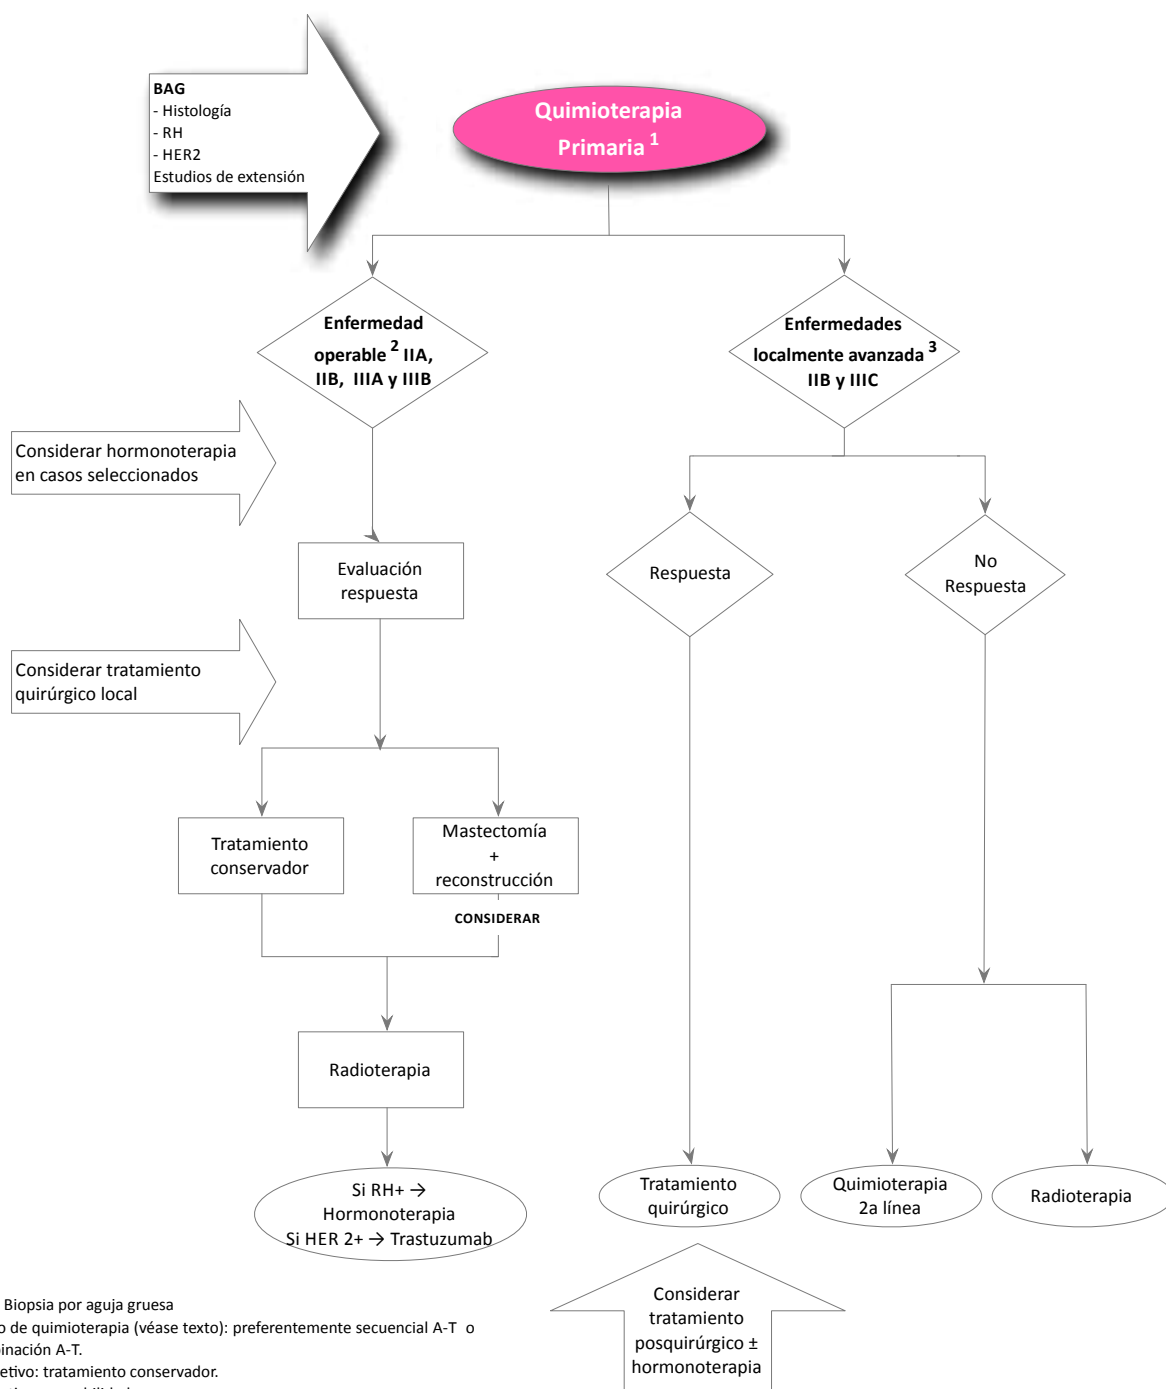 BAG
- Histología
- RH
- HER2
Estudios de extensión
Quimioterapia
Primaria 1
Enfermedad
operable 2 IIA,
IIB, IIIA y IIIB
Enfermedades
localmente avanzada 3
IIB y IIIC
Considerar hormonoterapia
en casos seleccionados
Evaluación
respuesta
Respuesta
No
Respuesta
Considerar tratamiento
quirúrgico local
Tratamiento
conservador
Mastectomía
+
reconstrucción
CONSIDERAR
Radioterapia
Si RH+ →
Hormonoterapia
Si HER 2+ → Trastuzumab
Tratamiento
quirúrgico
Quimioterapia
2a línea
Radioterapia
Considerar
tratamiento
posquirúrgico ±
hormonoterapia
Biopsia por aguja gruesa
de quimioterapia (véase texto): preferentemente secuencial A-T o
A-T.
tratamiento conservador.